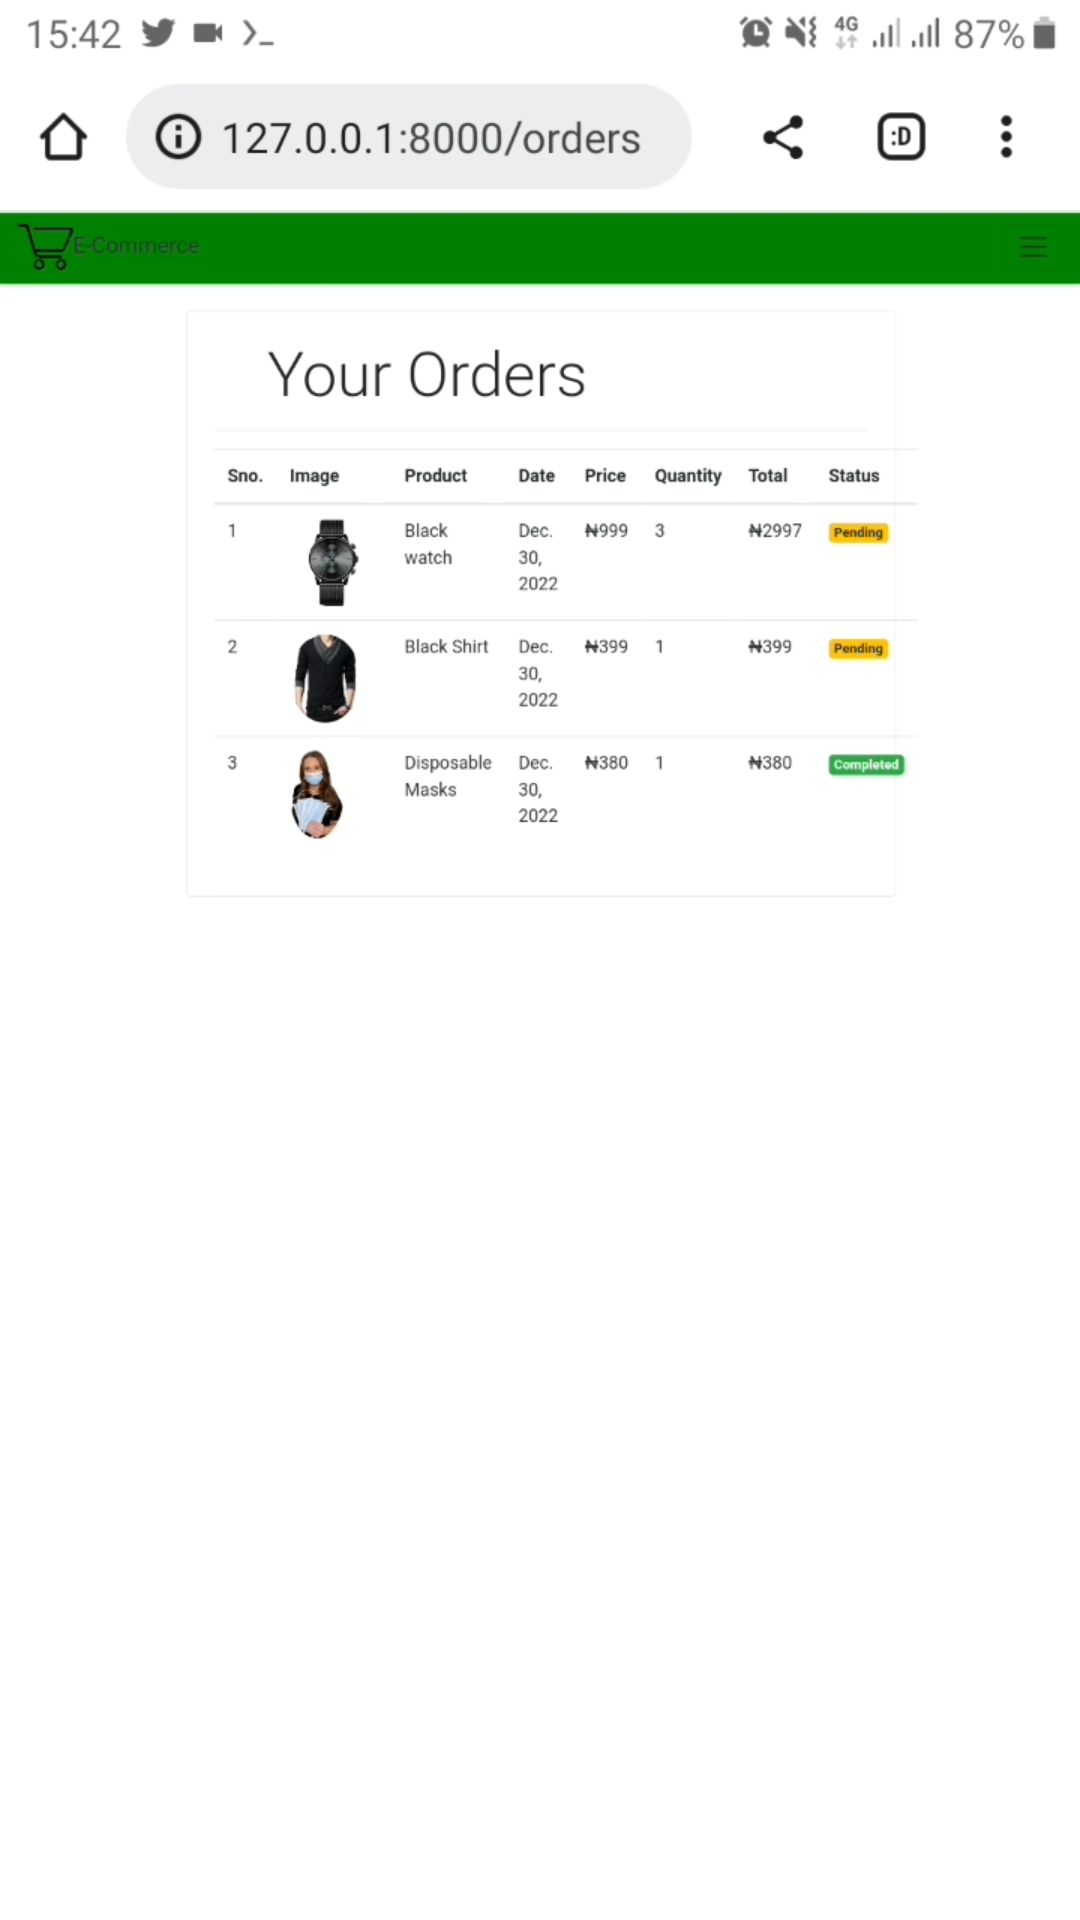 15:42 4G 87%
127.0.0.1:8000/orders :D
E-Commerce
Your Orders
Sno. Image Product Date Price Quantity Total Status
1 Black Dec. ₦999 3 ₦2997 Pending
watch 30,
2022
2 Black Shirt Dec. ₦399 1 ₦399 Pending
30,
2022
3 Disposable Dec. ₦380 1 ₦380 Completed
Masks 30,
2022